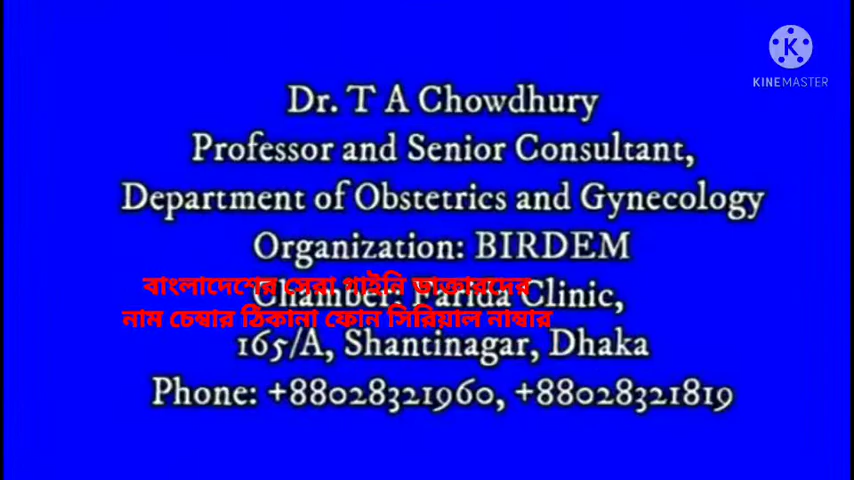 KINEMASTER
Dr. T A Chowdhury
Professor and Senior Consultant,
Department of Obstetrics and Gynecology
Organization: BIRDEM
বাংলাদেশের সেরা গাইনি ডাক্তারদের
Chamber: Farida Clinic,
নাম চেম্বার ঠিকানা ফোন সিরিয়াল নাম্বার
165/A, Shantinagar, Dhaka
Phone: +88028321960, +88028321819